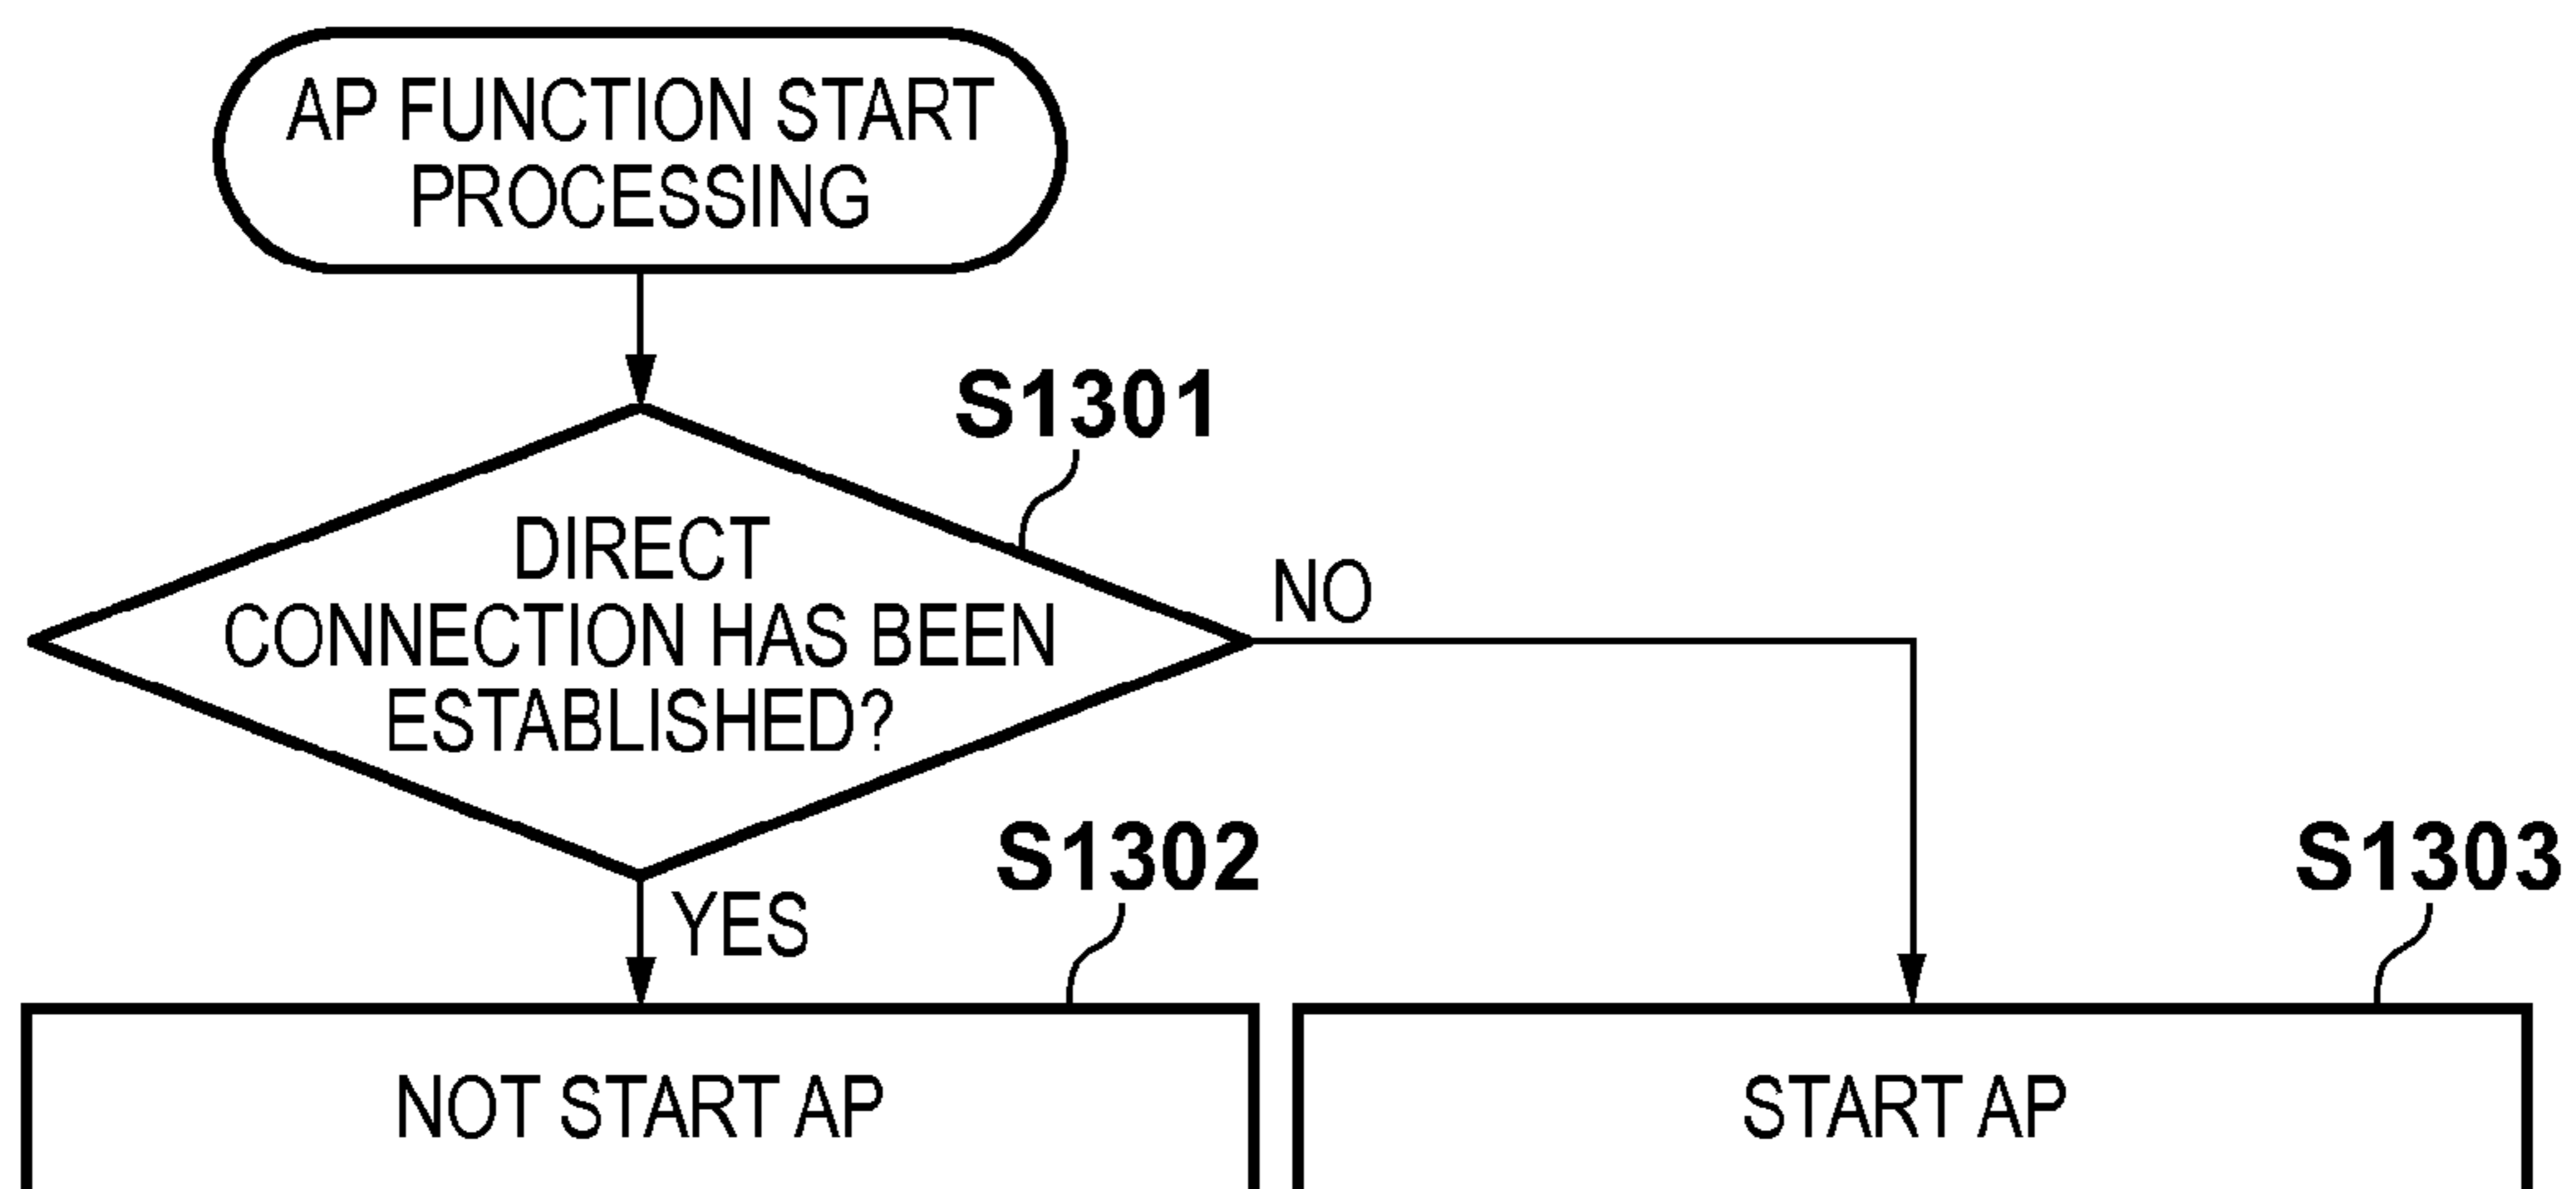 AP FUNCTION START
PROCESSING
S1301
DIRECT
CONNECTION HAS BEEN
ESTABLISHED?
NO
YES
S1302
S1303
NOT START AP
START AP